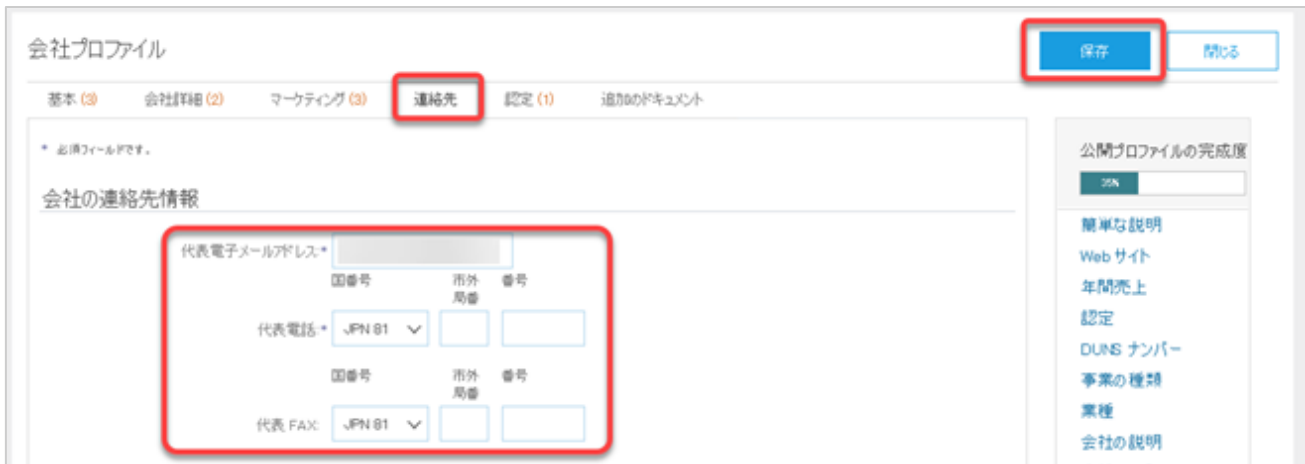 会社プロファイル
保存
閉じる
基本 (3)
会社詳細 (2)
マーケティング (3)
連絡先
認定 (1)
追加のドキュメント
* 必須フィールドです。
会社の連絡先情報
代表電子メールアドレス:*
国番号
市外
局番
番号
代表電話:*
JPN 81
国番号
市外
局番
番号
代表 FAX:
JPN 81
公開プロファイルの完成度
35%
簡単な説明
Web サイト
年間売上
認定
DUNS ナンバー
事業の種類
業種
会社の説明